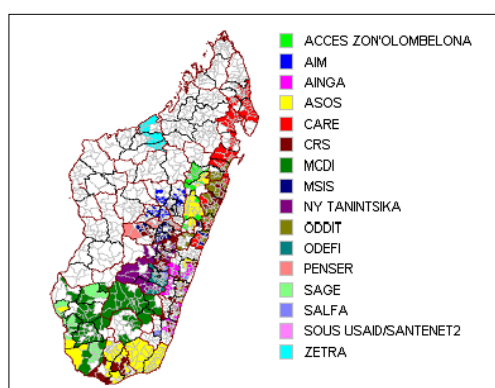 ACCES ZON'OLOMBELONA
AIM
AINGA
ASOS
CARE
CRS
MCDI
MSIS
NY TANINTSIKA
ODDIT
ODEFI
PENSER
SAGE
SALFA
SOUS USAID/SANTENET2
ZETRA